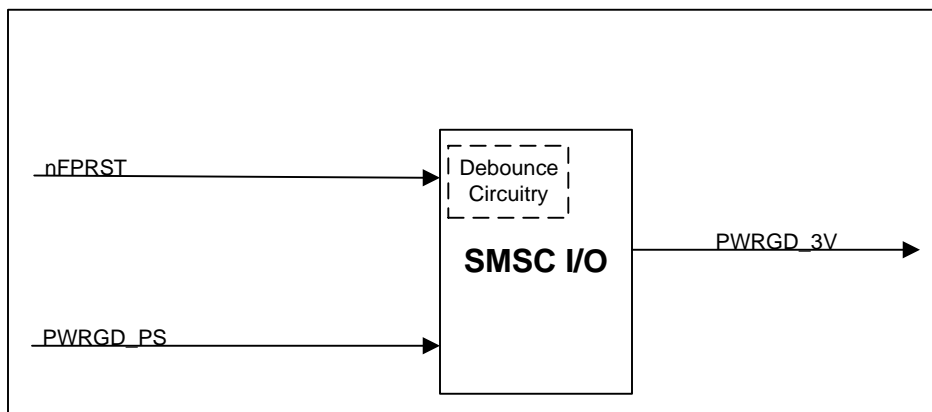 nFPRST
Debounce
Circuitry
SMSC I/O
PWRGD_3V
PWRGD_PS